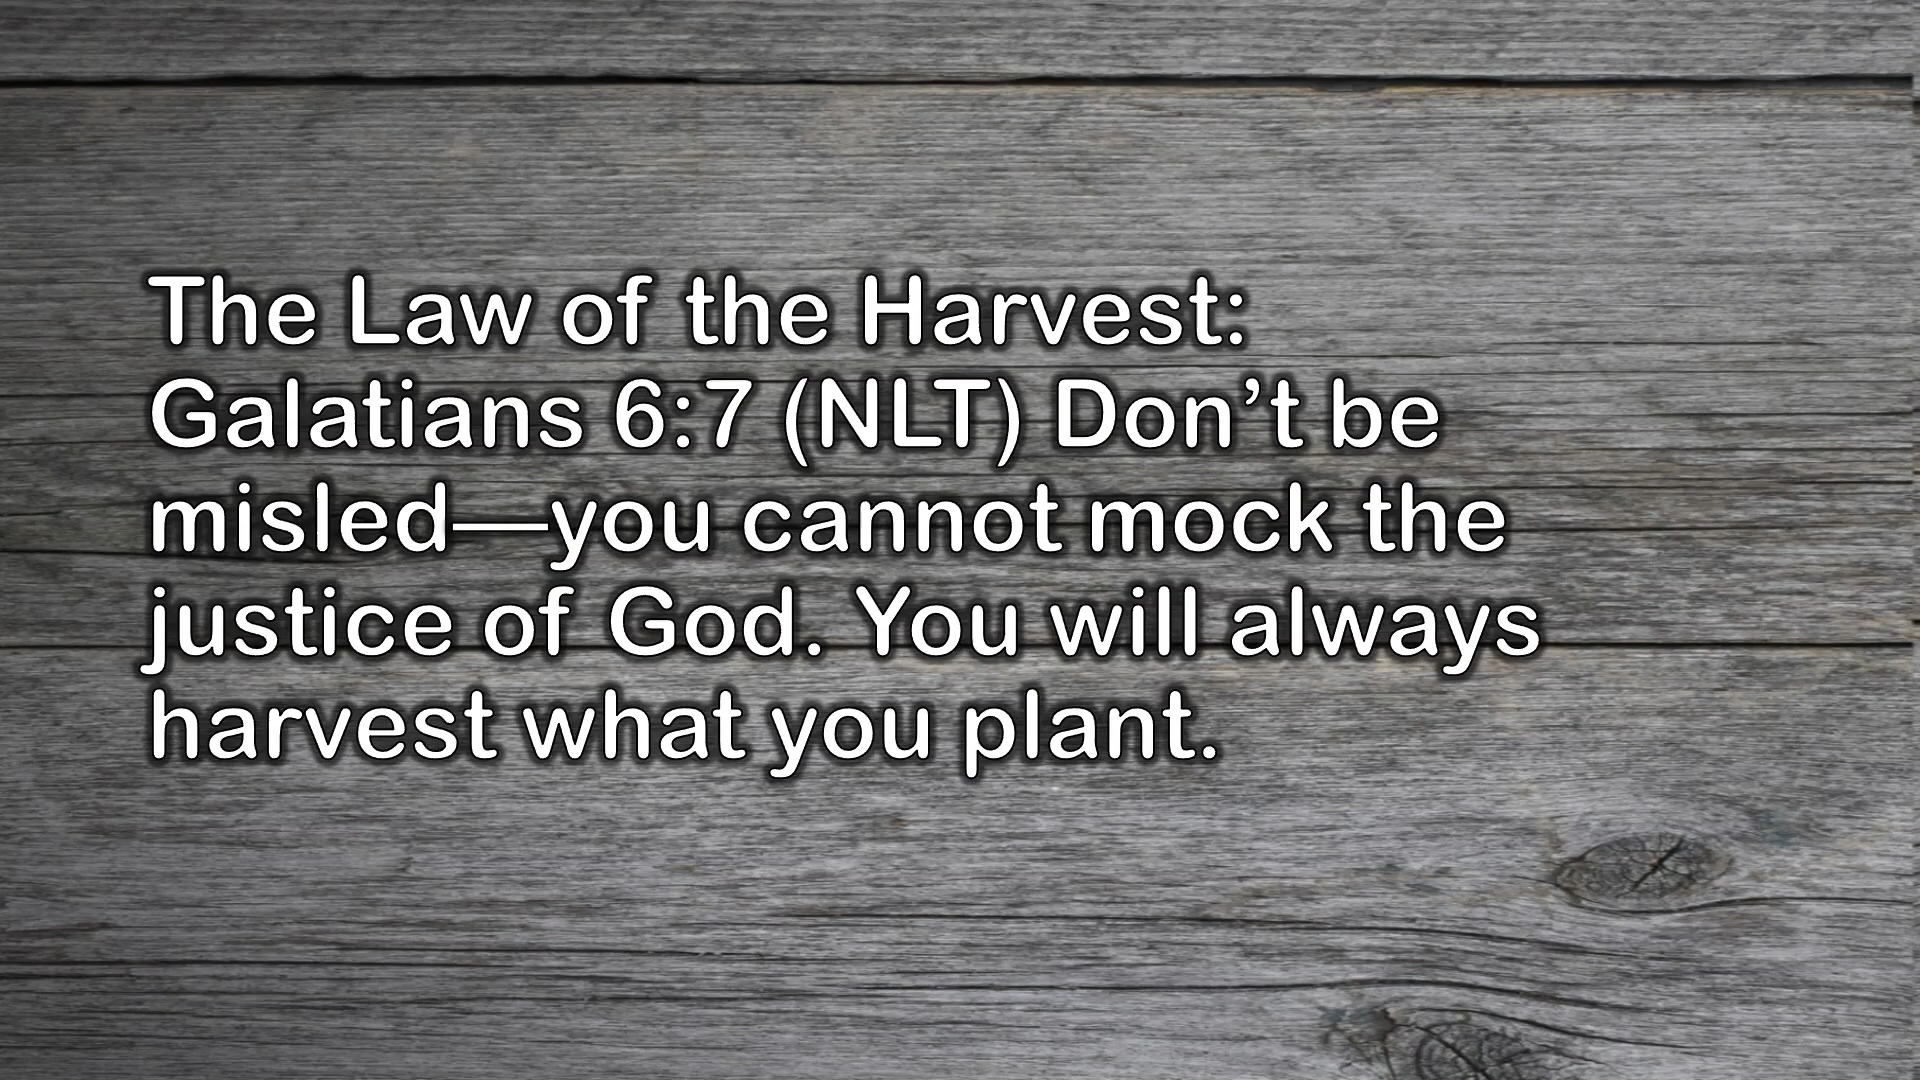 The Law of the Harvest:
Galatians 6:7 (NLT) Don’t be
misled—you cannot mock the
justice of God. You will always
harvest what you plant.